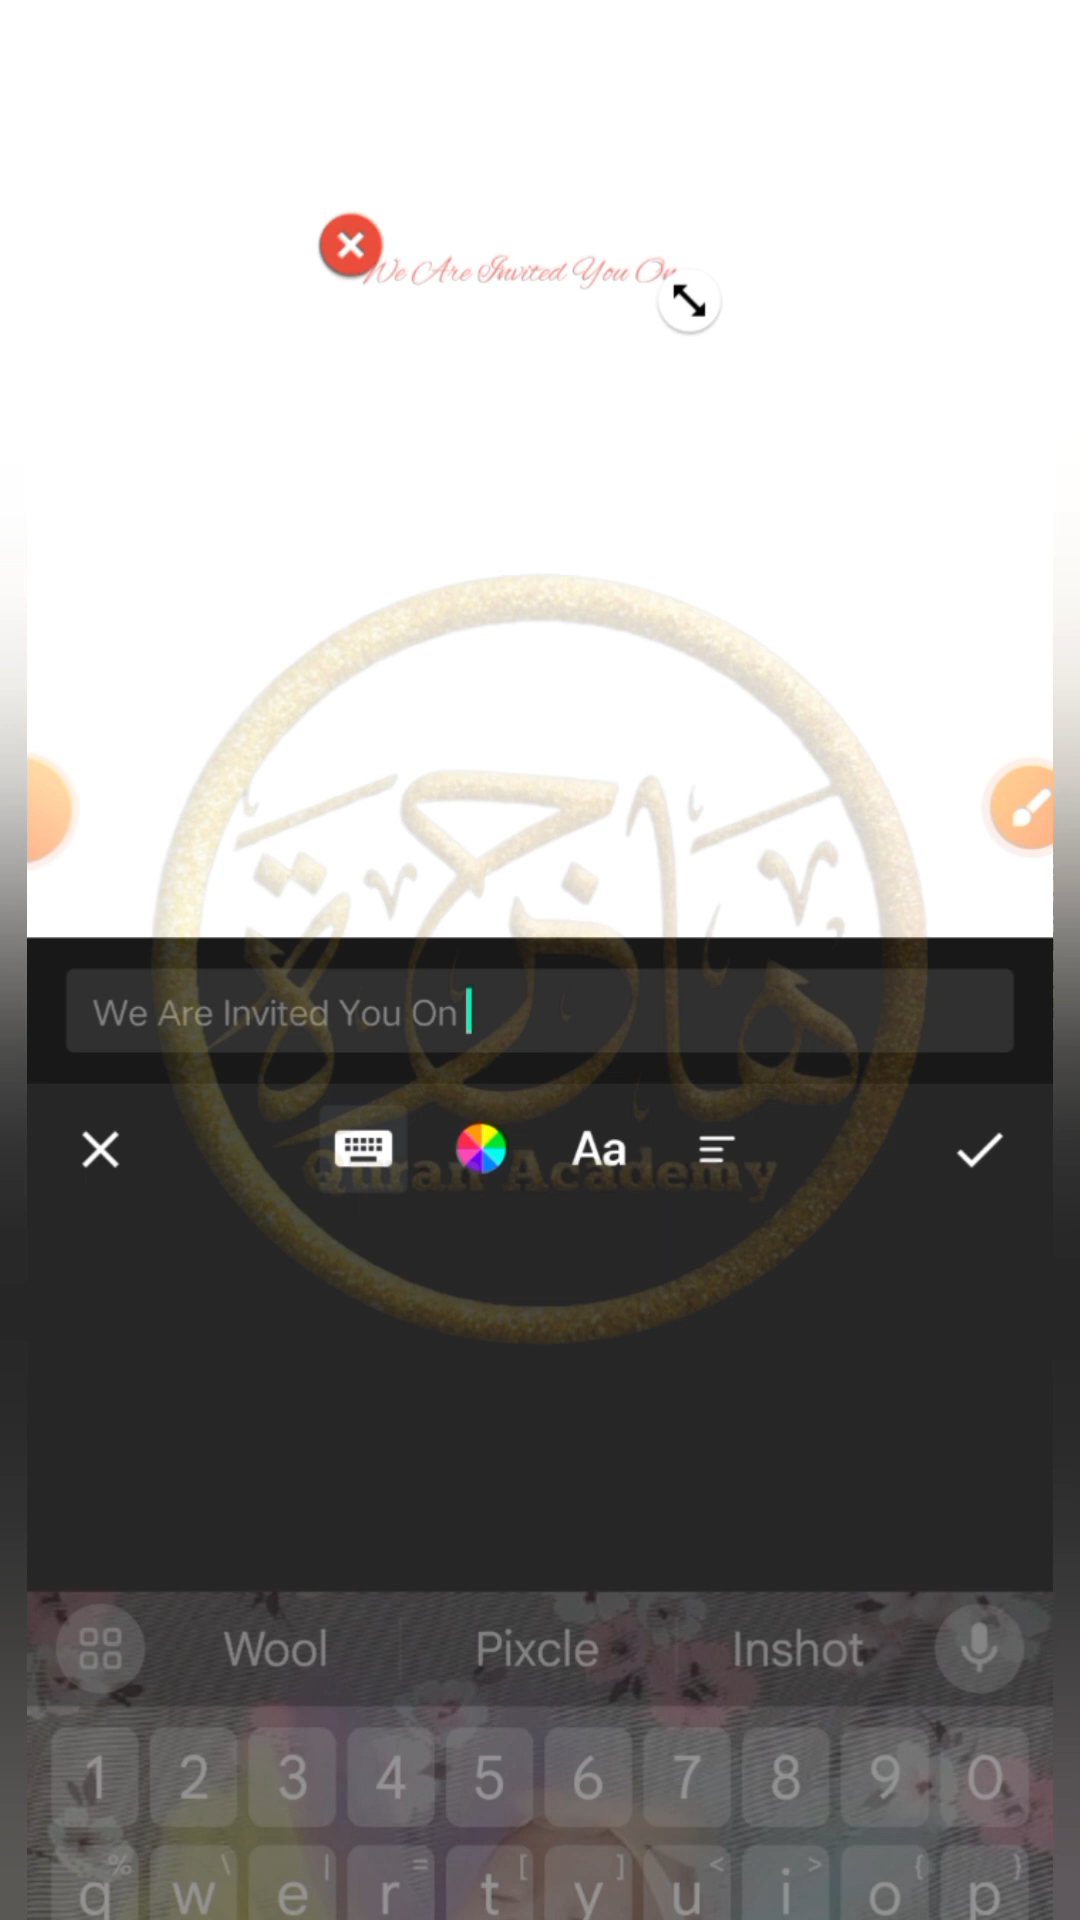 We Are Invited You On
هاذجة
We Are Invited You On
Aa
Quran Academy
Wool Pixcle Inshot
1 2 3 4 5 6 7 8 9 0
% \ | = [ ] < > { }
q w e r t y u i o p